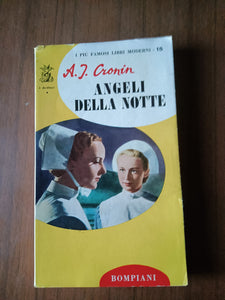 I PIÙ FAMOSI LIBRI MODERNI · 15
A. J. Cronin
ANGELI
DELLA NOTTE
BOMPIANI